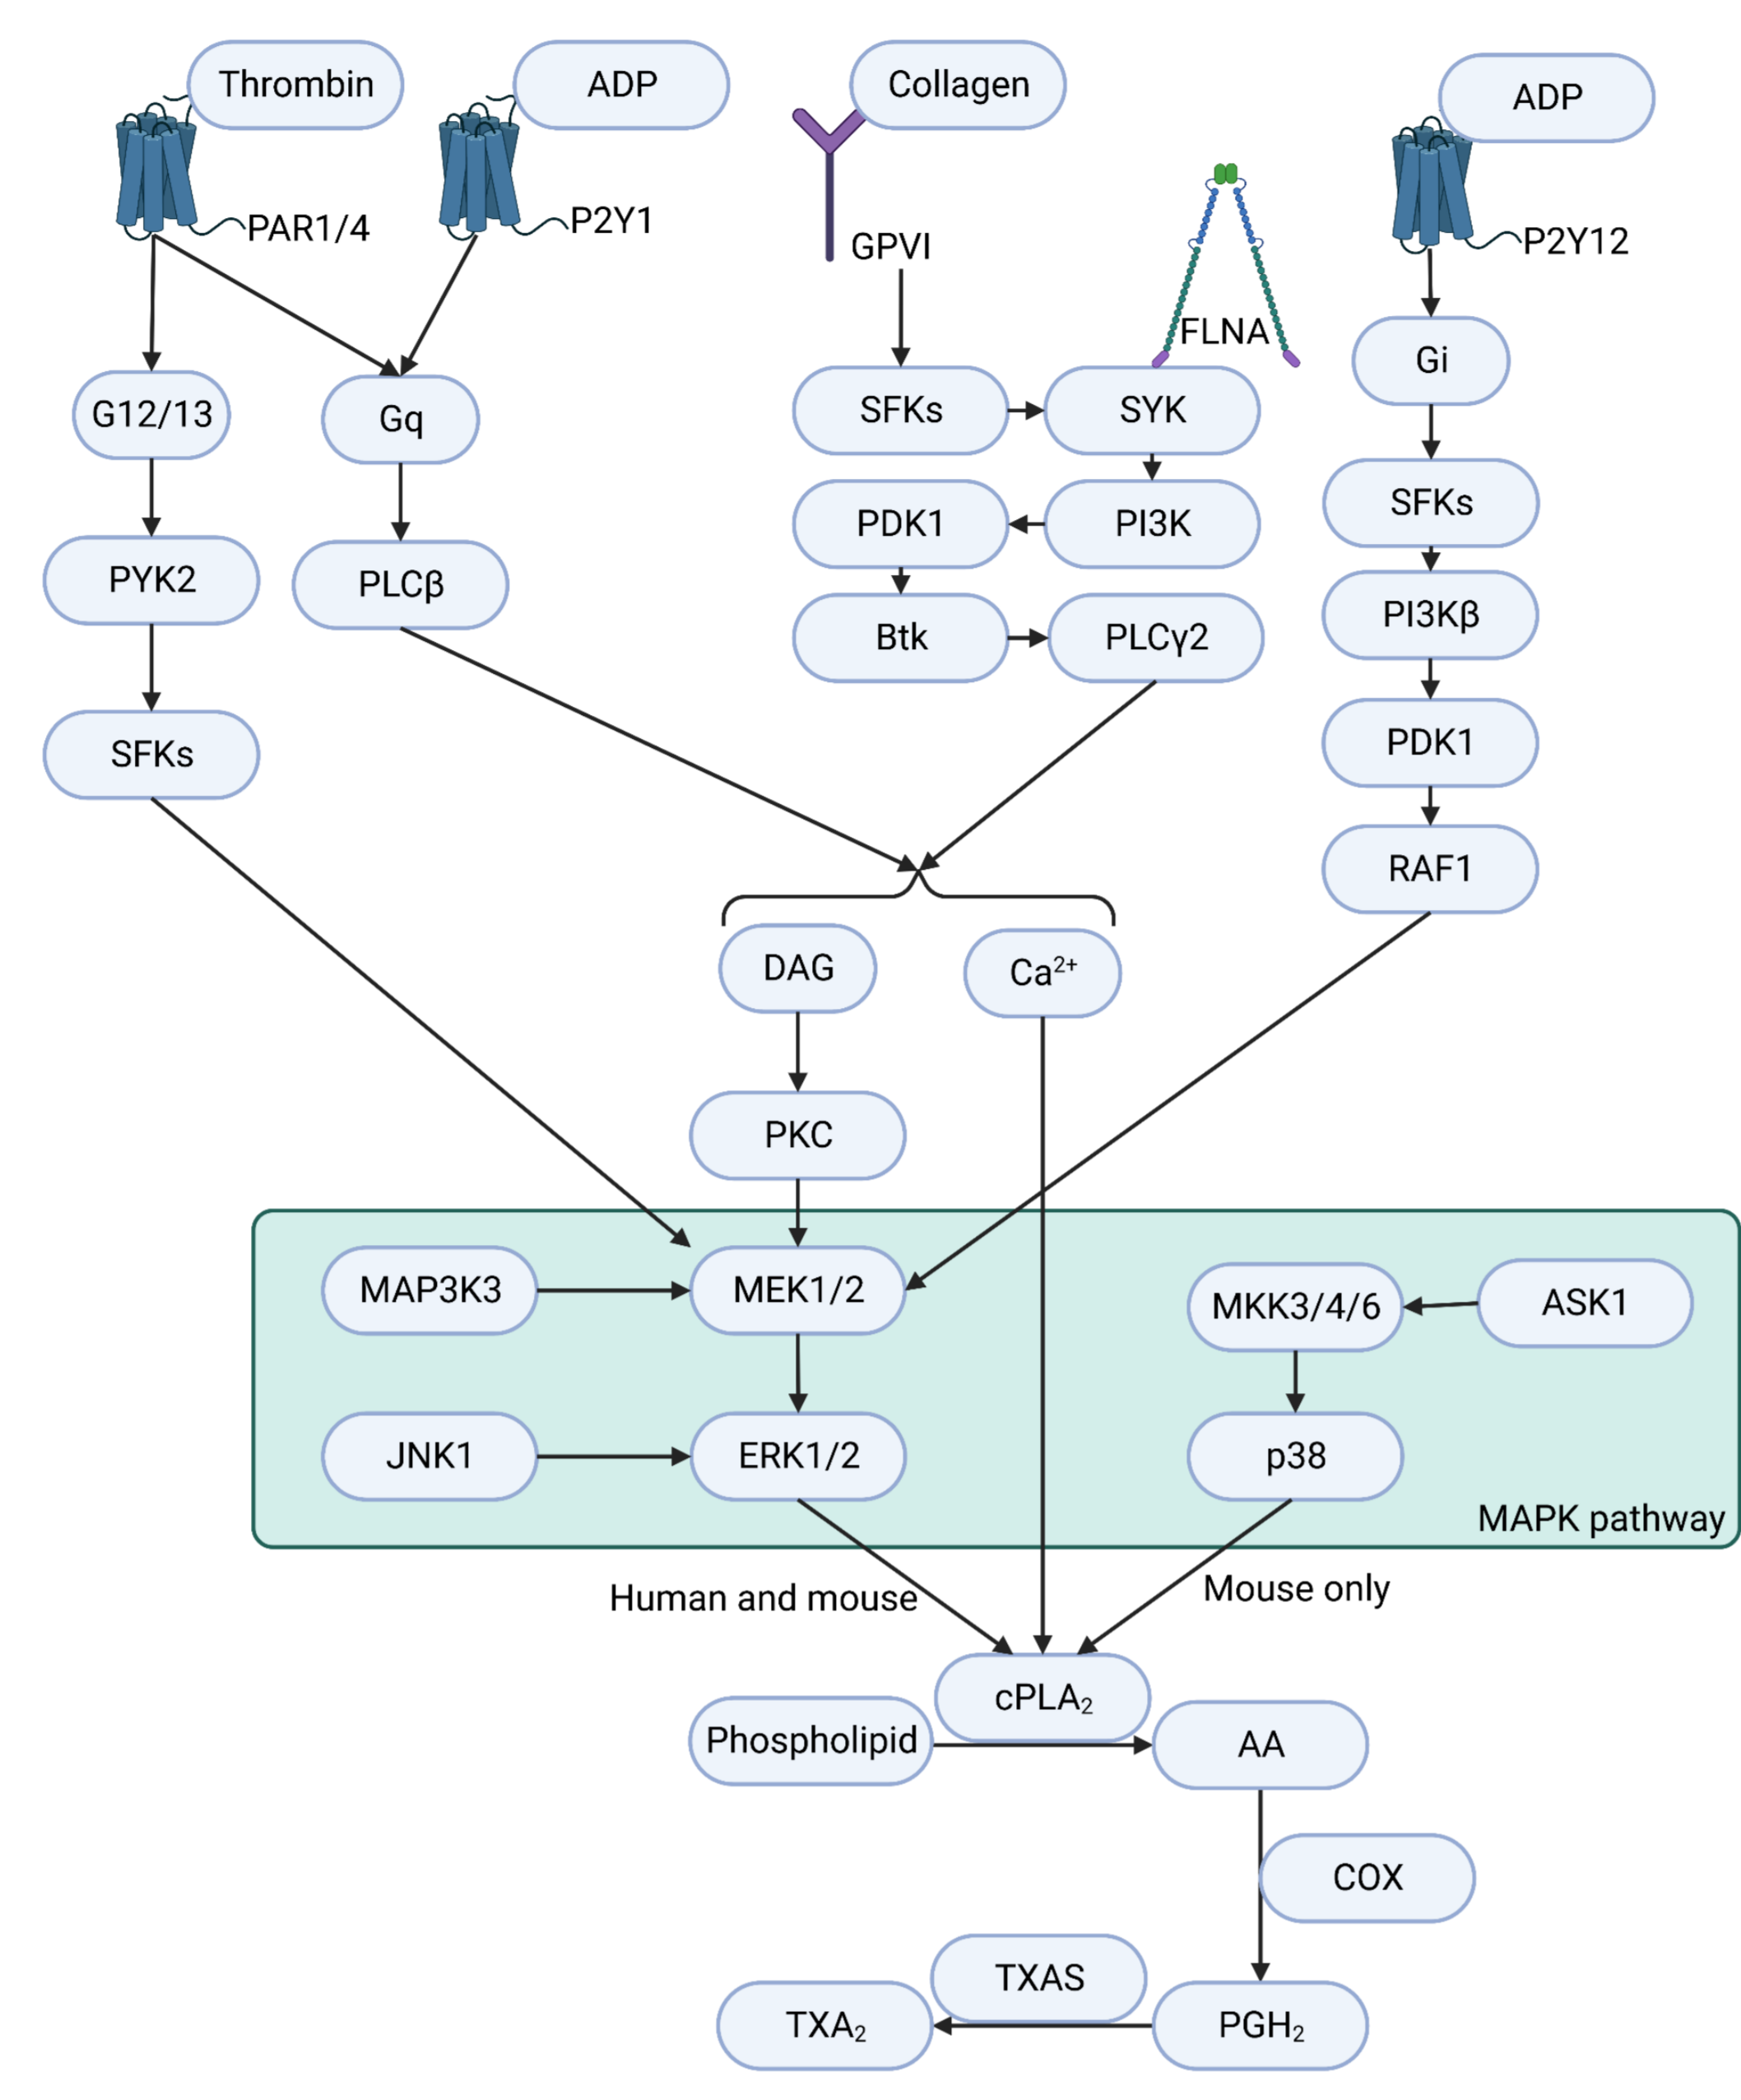 Thrombin
ADP
Collagen
ADP
PAR1/4
P2Y1
GPVI
P2Y12
FLNA
G12/13
Gq
SFKs
SYK
Gi
PYK2
PLCβ
PDK1
PI3K
SFKs
Btk
PLCγ2
PI3Kβ
SFKs
PDK1
RAF1
DAG
Ca²⁺
PKC
MAP3K3
MEK1/2
MKK3/4/6
ASK1
JNK1
ERK1/2
p38
MAPK pathway
Human and mouse
Mouse only
cPLA₂
Phospholipid
AA
COX
TXAS
TXA₂
PGH₂